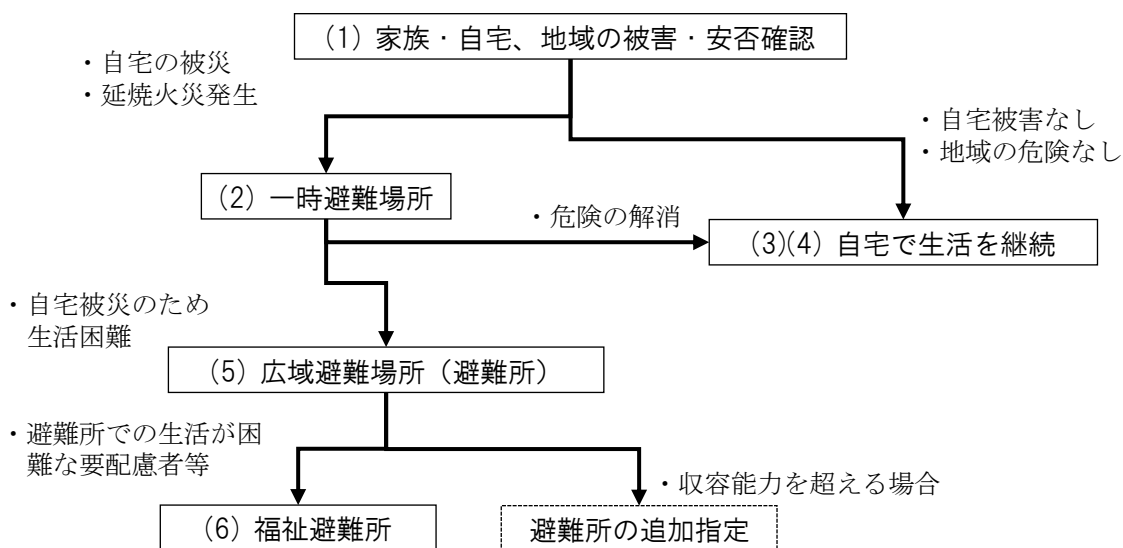 (1) 家族・自宅、地域の被害・安否確認
・自宅の被災
・延焼火災発生
・自宅被害なし
・地域の危険なし
(2) 一時避難場所
・危険の解消
(3)(4) 自宅で生活を継続
・自宅被災のため
生活困難
(5) 広域避難場所（避難所）
・避難所での生活が困
難な要配慮者等
・収容能力を超える場合
(6) 福祉避難所
避難所の追加指定